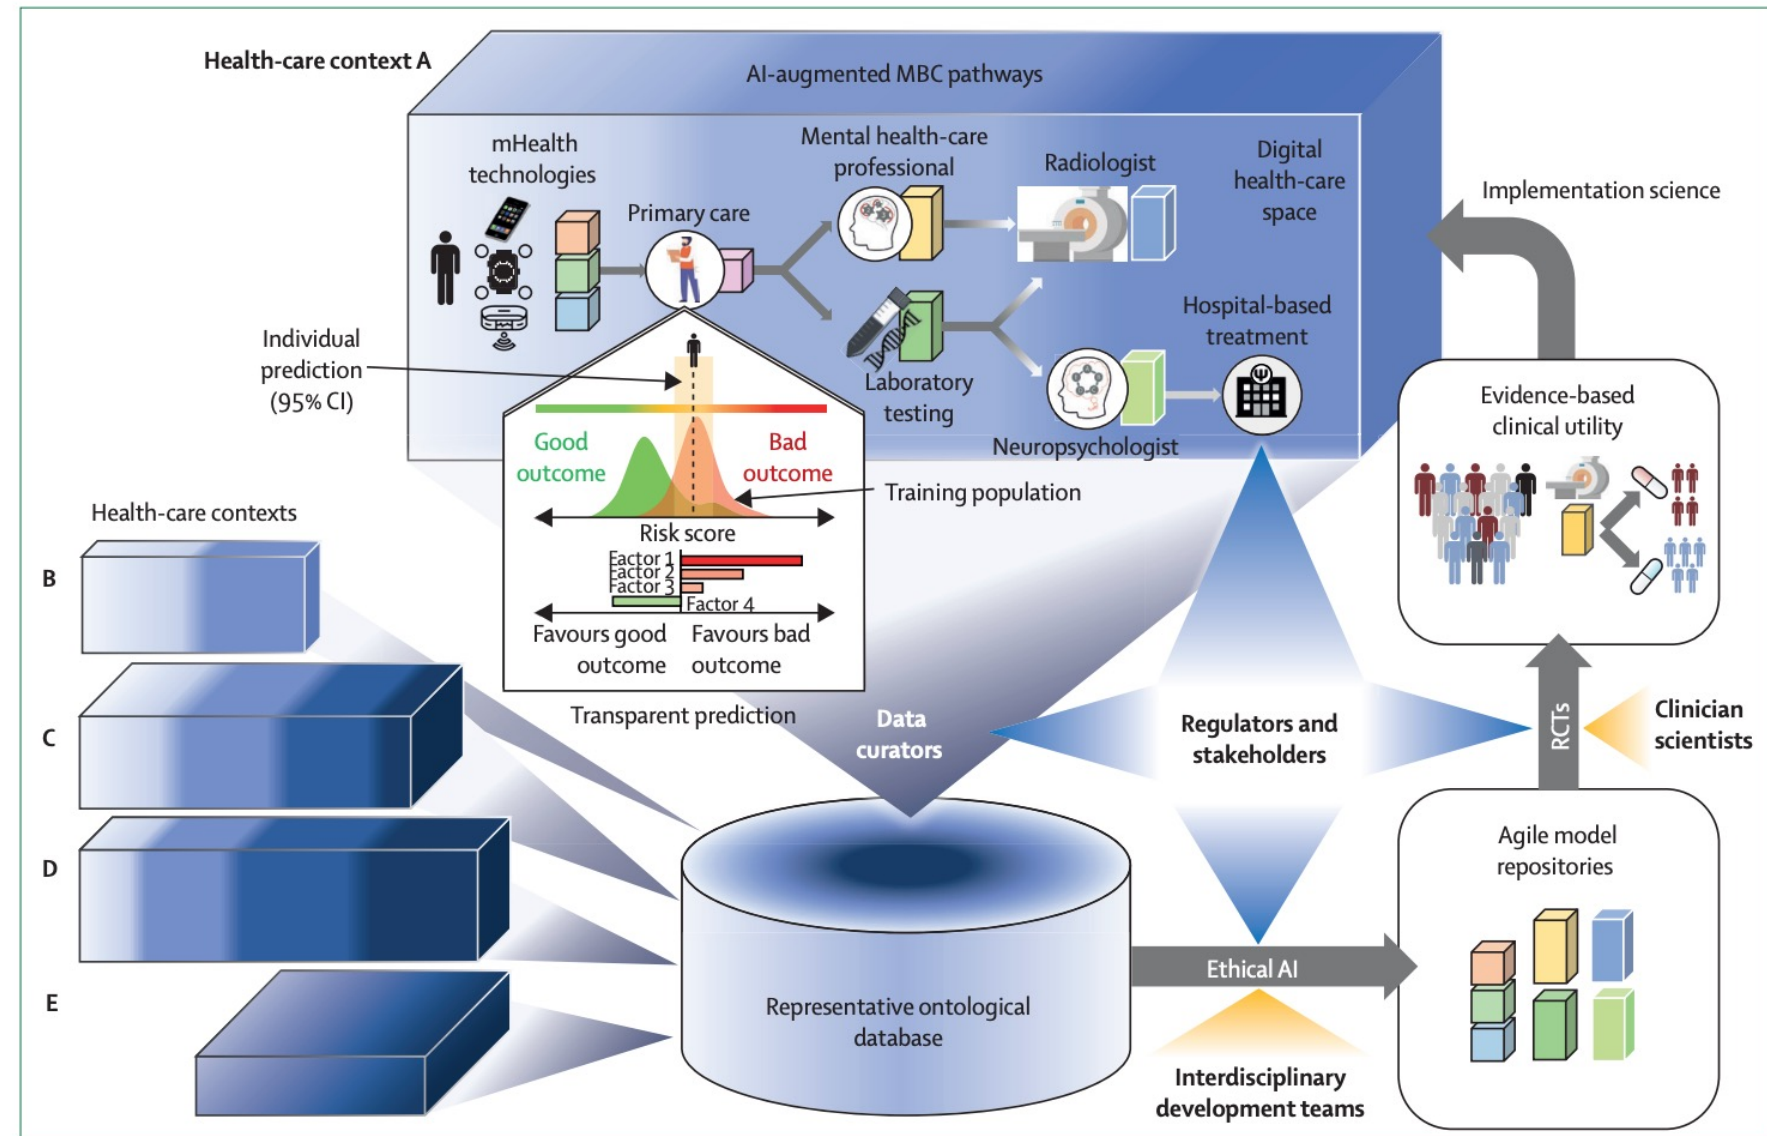 Health-care context A
AI-augmented MBC pathways
mHealth
technologies
Primary care
Mental health-care
professional
Radiologist
Digital
health-care
space
Laboratory
testing
Neuropsychologist
Hospital-based
treatment
Ψ
Implementation science
Individual
prediction
(95% CI)
Good
outcome
Bad
outcome
Training population
Risk score
Factor 1
Factor 2
Factor 3
Factor 4
Favours good
outcome
Favours bad
outcome
Transparent prediction
Evidence-based
clinical utility
Health-care contexts
B
C
D
E
Data
curators
Regulators and
stakeholders
RCTs
Clinician
scientists
Agile model
repositories
Representative ontological
database
Ethical AI
Interdisciplinary
development teams